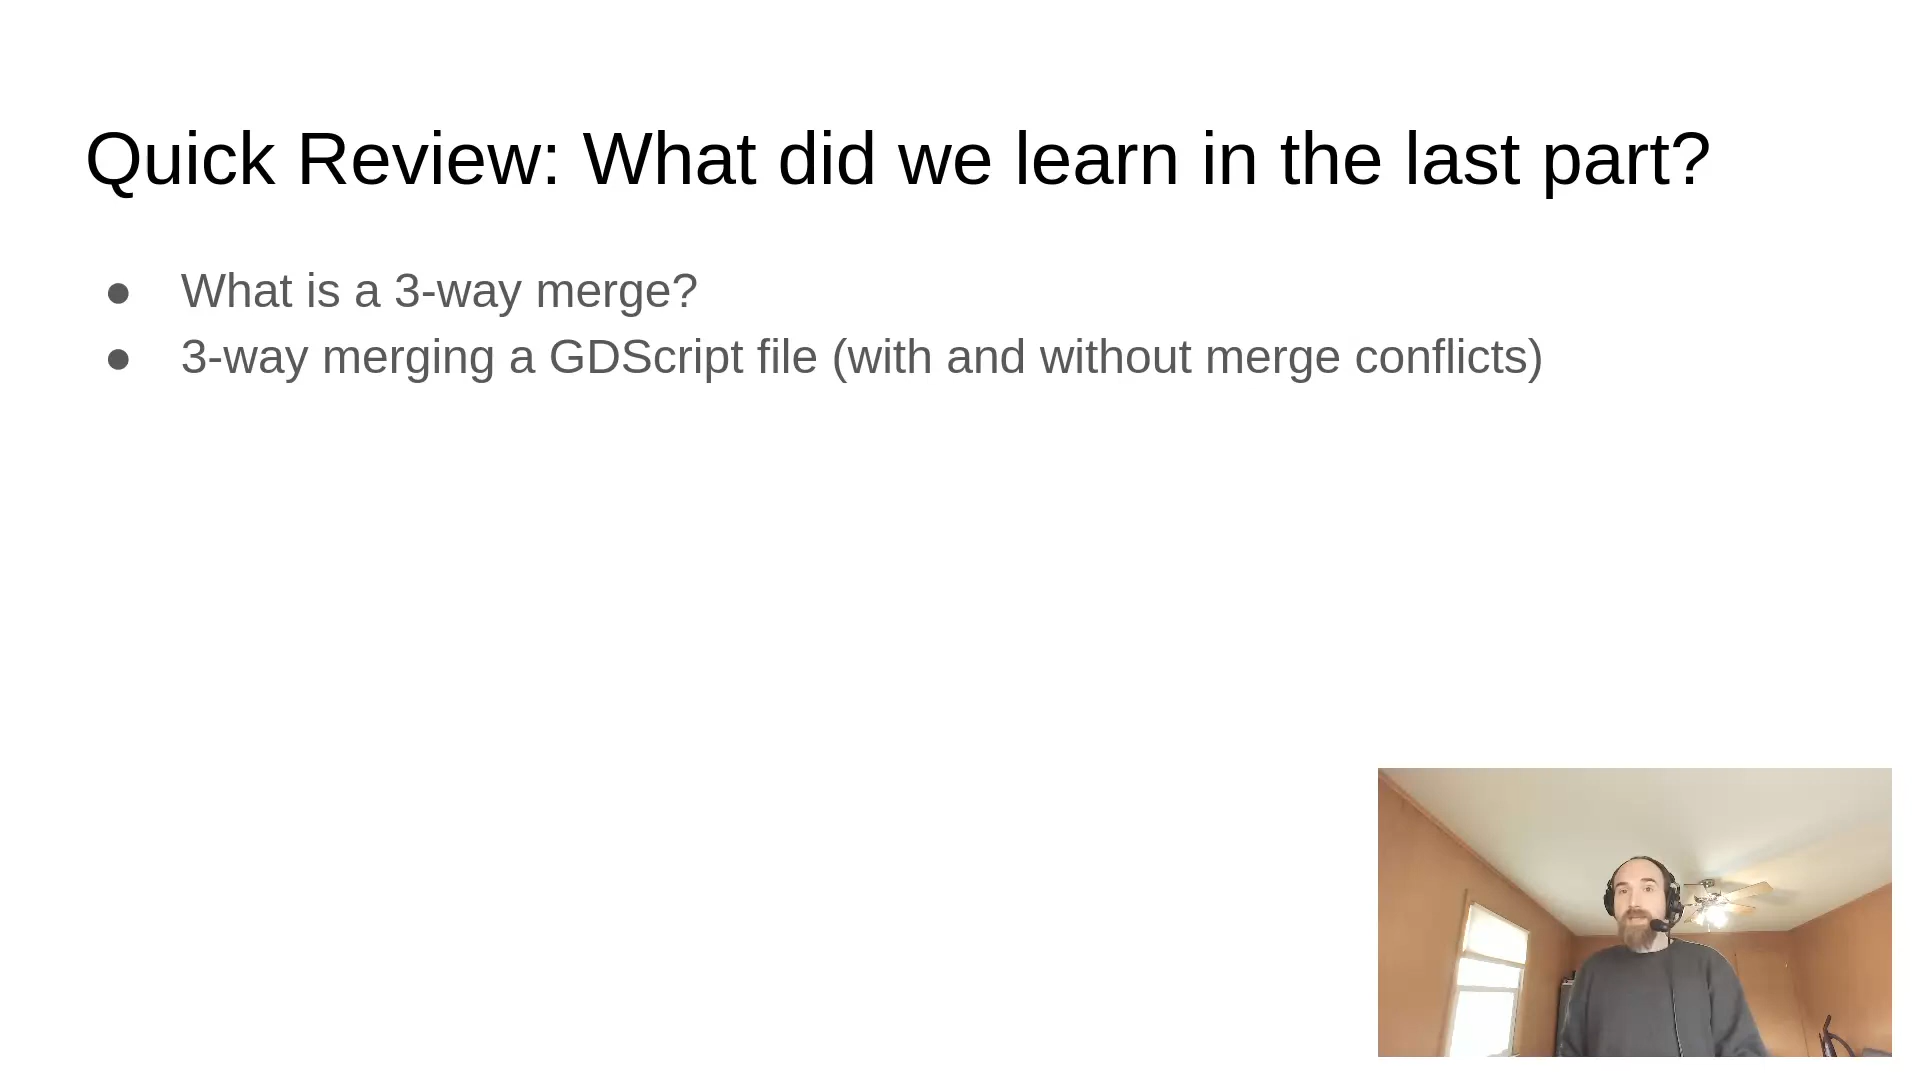 Quick Review: What did we learn in the last part?
● What is a 3-way merge?
● 3-way merging a GDScript file (with and without merge conflicts)